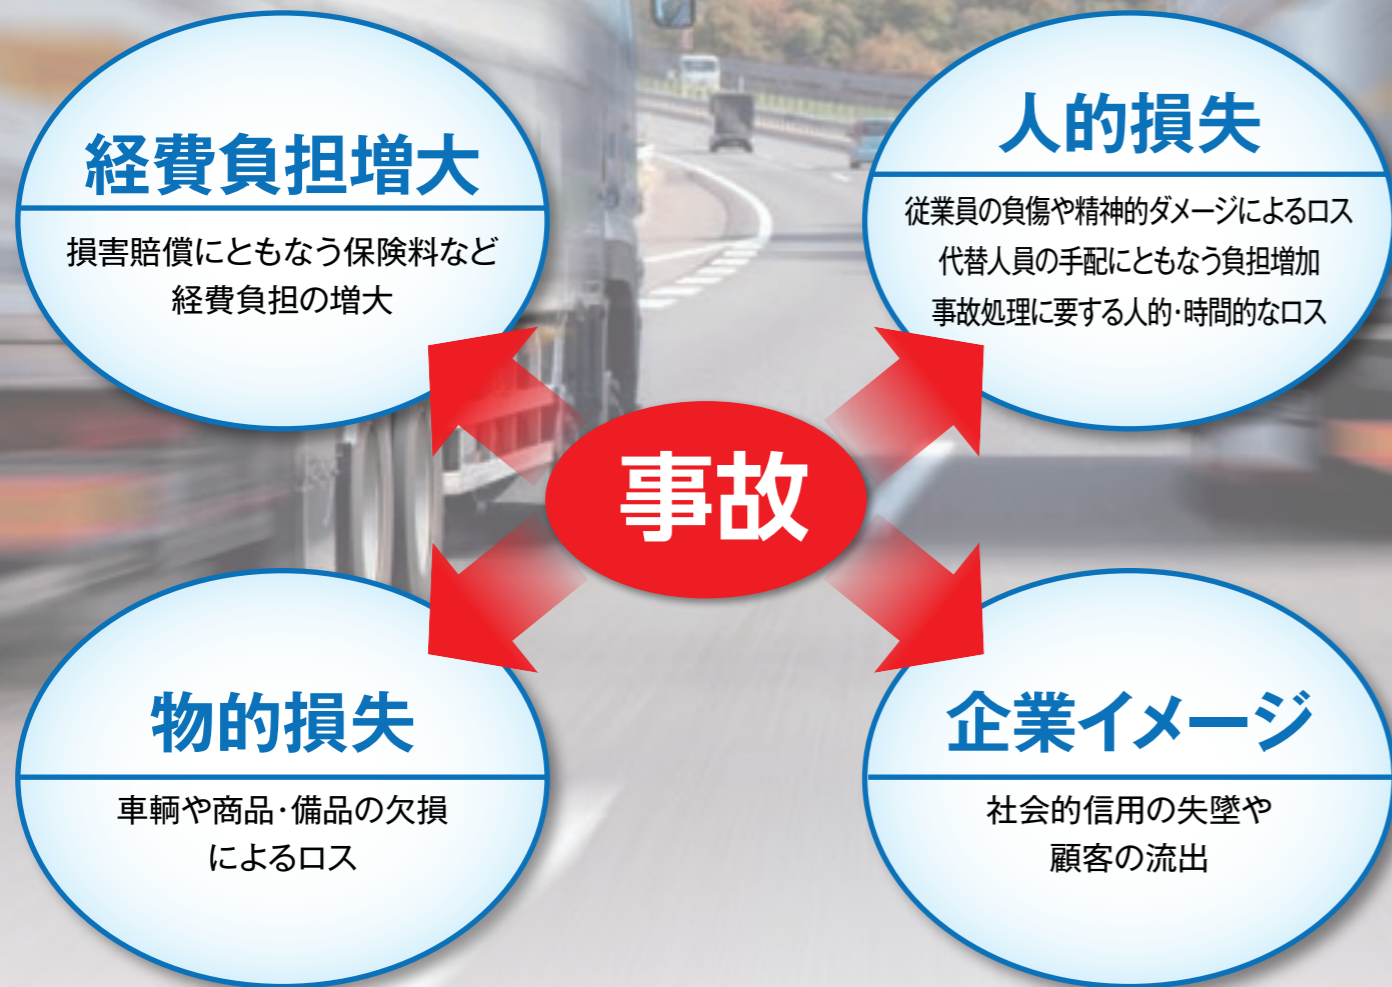 経費負担増大
損害賠償にともなう保険料など
経費負担の増大
人的損失
従業員の負傷や精神的ダメージによるロス
代替人員の手配にともなう負担増加
事故処理に要する人的･時間的なロス
事故
物的損失
車輌や商品･備品の欠損
によるロス
企業イメージ
社会的信用の失墜や
顧客の流出